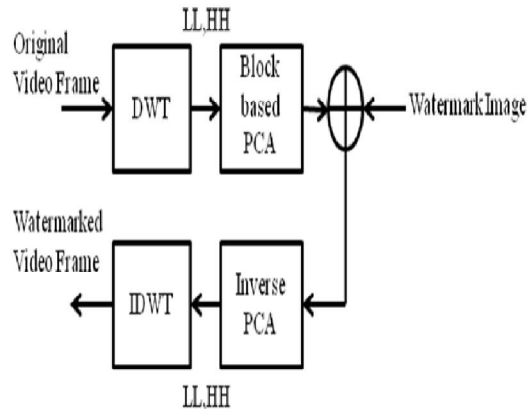 LL,HH
Original
Video Frame
DWT
Block
based
PCA
Watermark Image
Watermarked
Video Frame
IDWT
Inverse
PCA
LL,HH